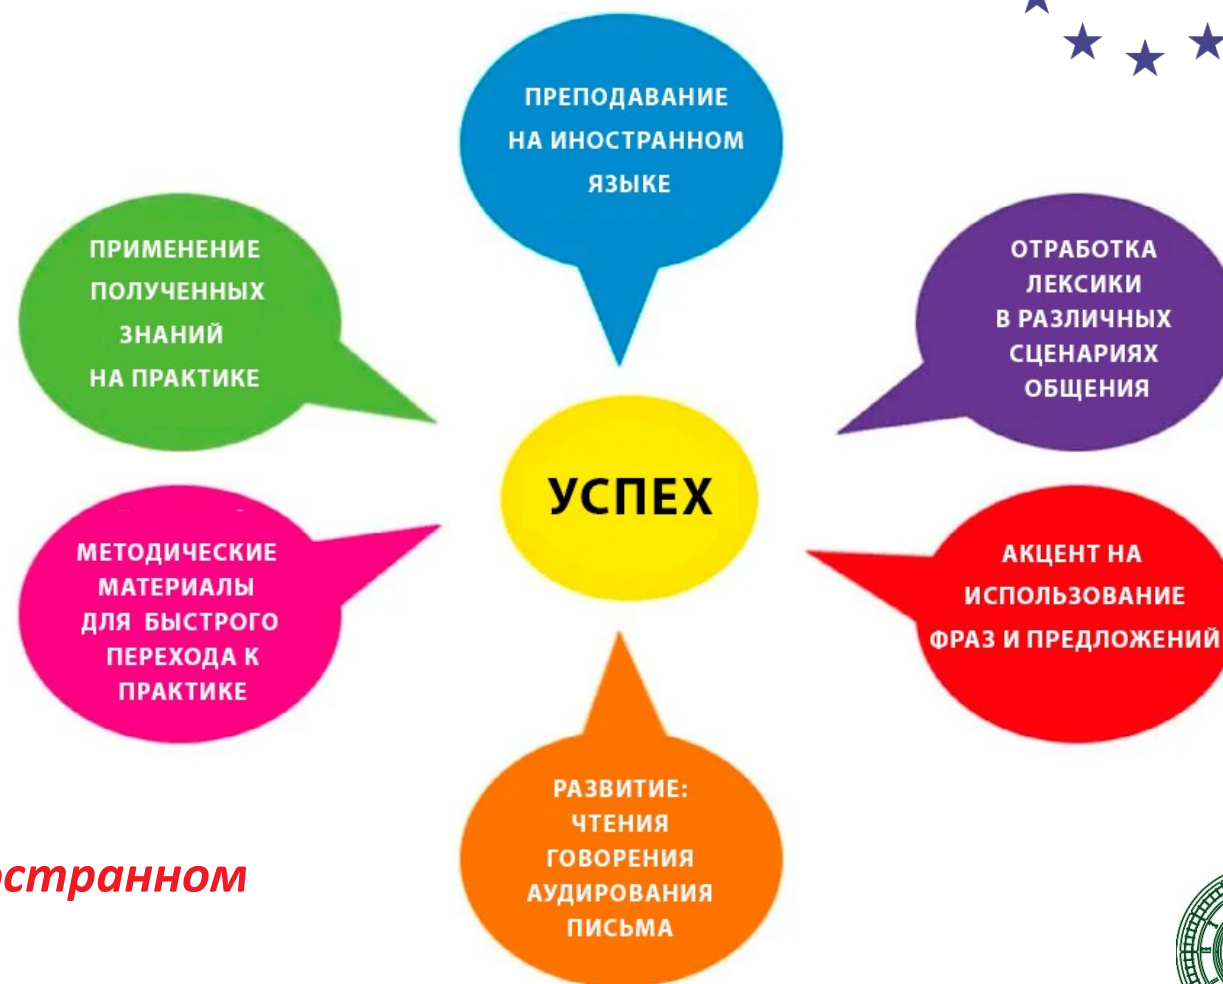 ПРЕПОДАВАНИЕ
НА ИНОСТРАННОМ
ЯЗЫКЕ
ПРИМЕНЕНИЕ
ПОЛУЧЕННЫХ
ЗНАНИЙ
НА ПРАКТИКЕ
ОТРАБОТКА
ЛЕКСИКИ
В РАЗЛИЧНЫХ
СЦЕНАРИЯХ
ОБЩЕНИЯ
УСПЕХ
МЕТОДИЧЕСКИЕ
МАТЕРИАЛЫ
ДЛЯ БЫСТРОГО
ПЕРЕХОДА К
ПРАКТИКЕ
АКЦЕНТ НА
ИСПОЛЬЗОВАНИЕ
ФРАЗ И ПРЕДЛОЖЕНИЙ
РАЗВИТИЕ:
ЧТЕНИЯ
ГОВОРЕНИЯ
АУДИРОВАНИЯ
ПИСЬМА
остранном